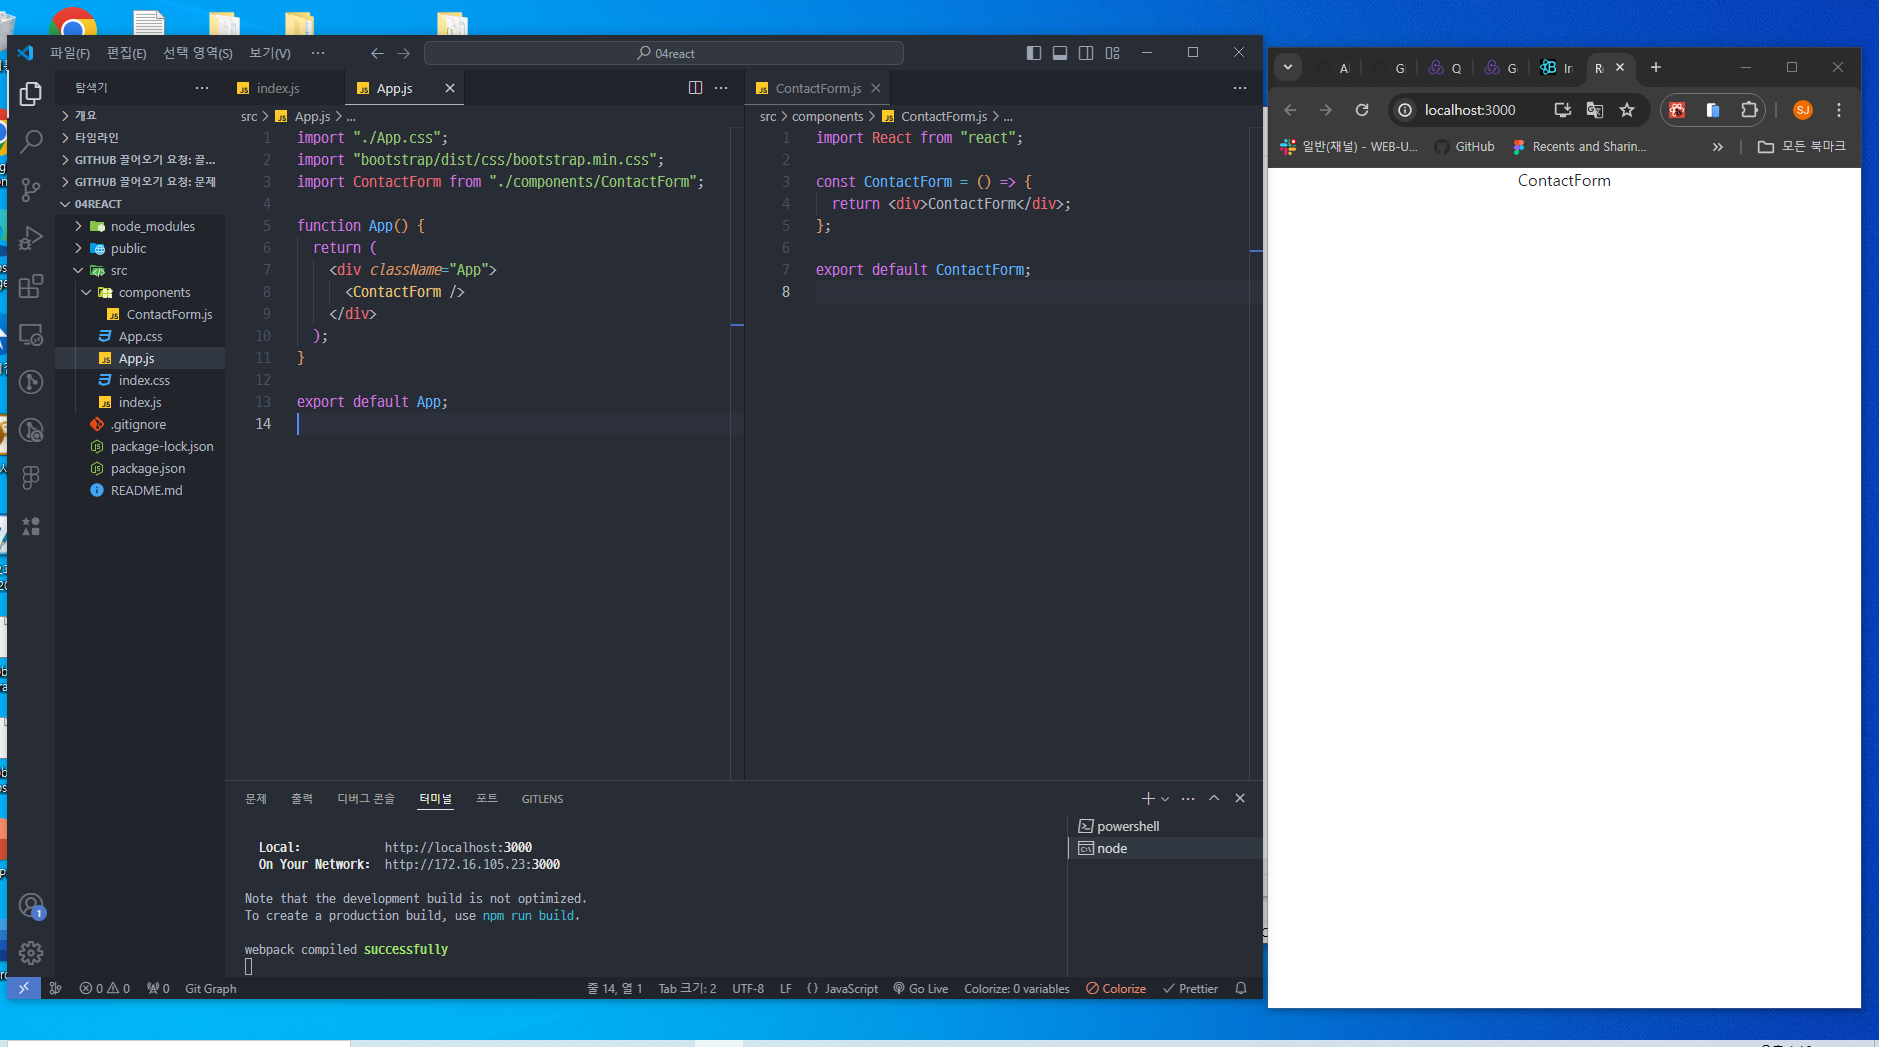 파일(F) 편집(E) 선택 영역(S) 보기(V) ··· 04react
탐색기
개요
타임라인
GITHUB 끌어오기 요청: 끌...
GITHUB 끌어오기 요청: 문제
04REACT
node_modules
public
src
components
ContactForm.js
App.css
App.js
index.css
index.js
.gitignore
package-lock.json
package.json
README.md
index.js App.js
src > App.js > ...
1 import "./App.css";
2 import "bootstrap/dist/css/bootstrap.min.css";
3 import ContactForm from "./components/ContactForm";
4
5 function App() {
6 return (
7 <div className="App">
8 <ContactForm />
9 </div>
10 );
11 }
12
13 export default App;
14
ContactForm.js
src > components > ContactForm.js > ...
1 import React from "react";
2
3 const ContactForm = () => {
4 return <div>ContactForm</div>;
5 };
6
7 export default ContactForm;
8
문제 출력 디버그 콘솔 터미널 포트 GITLENS
Local: http://localhost:3000
On Your Network: http://172.16.105.23:3000
Note that the development build is not optimized.
To create a production build, use npm run build.
webpack compiled successfully
powershell
node
1
0 0 0 Git Graph 줄 14, 열 1 Tab 크기: 2 UTF-8 LF {} JavaScript Go Live Colorize: 0 variables Colorize Prettier
A G Q G In R
localhost:3000 SJ
일반(채널) - WEB-U... GitHub Recents and Sharin... » 모든 북마크
ContactForm